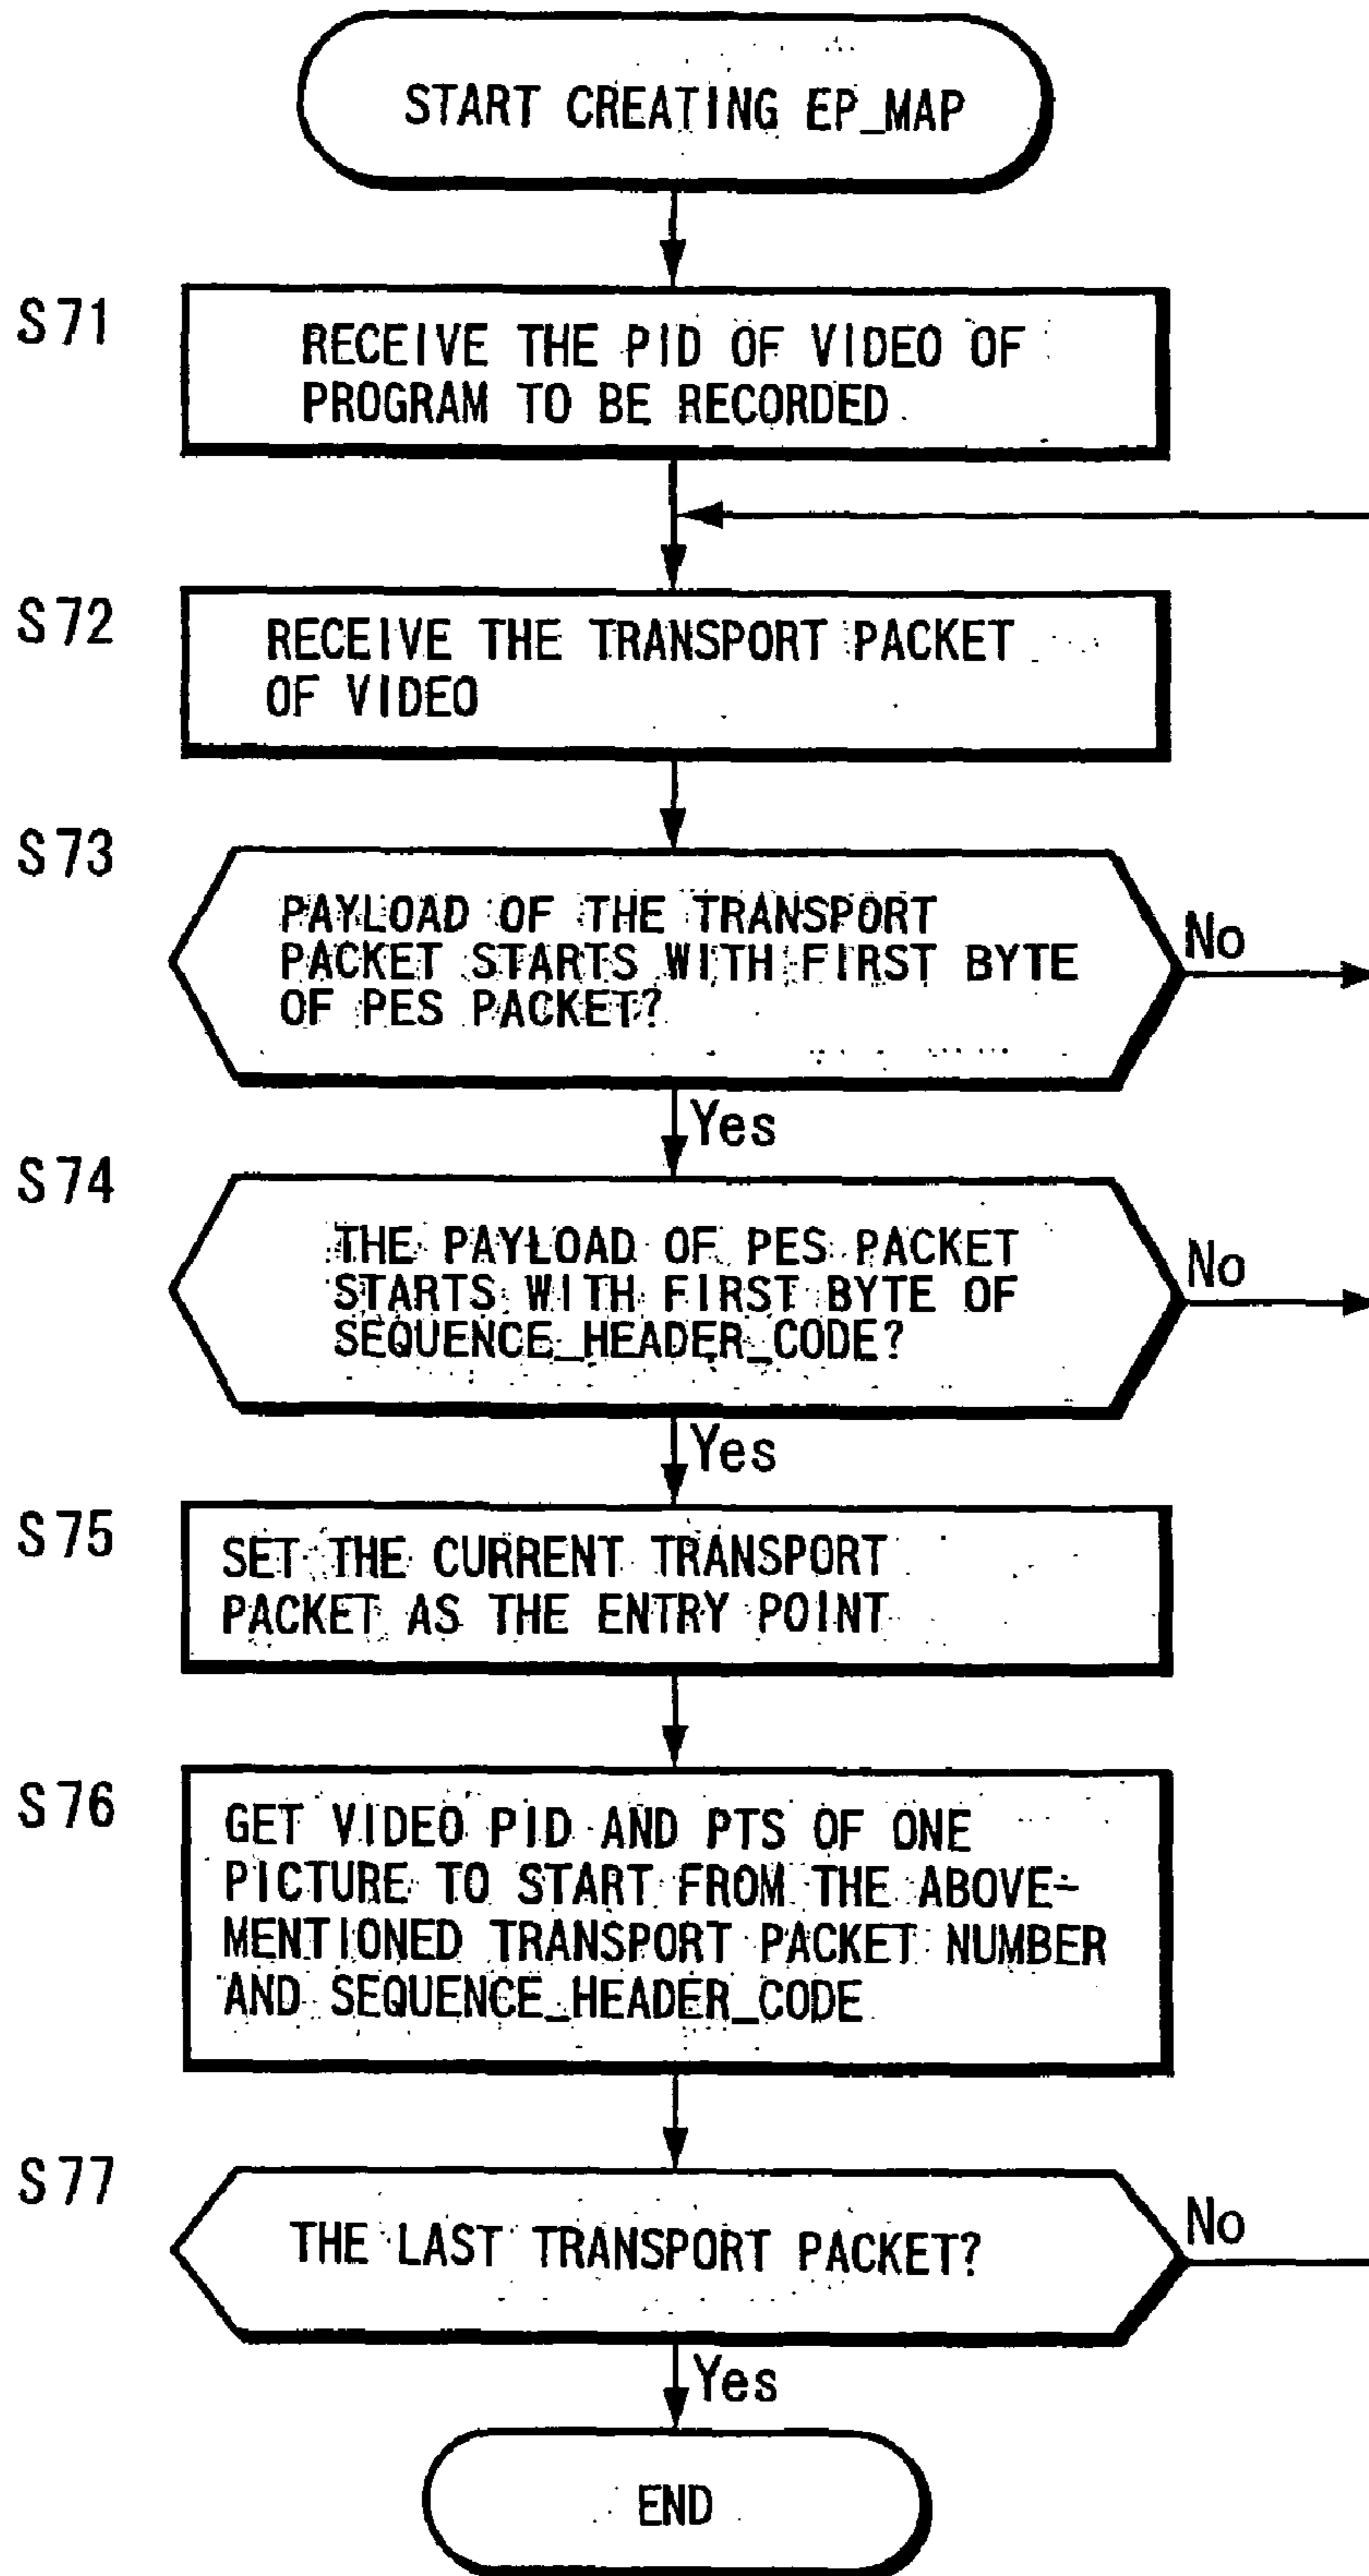 START CREATING EP_MAP
S71
RECEIVE THE PID OF VIDEO OF
PROGRAM TO BE RECORDED
S72
RECEIVE THE TRANSPORT PACKET
OF VIDEO
S73
PAYLOAD OF THE TRANSPORT
PACKET STARTS WITH FIRST BYTE
OF PES PACKET?
No
Yes
S74
THE PAYLOAD OF PES PACKET
STARTS WITH FIRST BYTE OF
SEQUENCE_HEADER_CODE?
No
Yes
S75
SET THE CURRENT TRANSPORT
PACKET AS THE ENTRY POINT
S76
GET VIDEO PID AND PTS OF ONE
PICTURE TO START FROM THE ABOVE-
MENTIONED TRANSPORT PACKET NUMBER
AND SEQUENCE_HEADER_CODE
S77
THE LAST TRANSPORT PACKET?
No
Yes
END